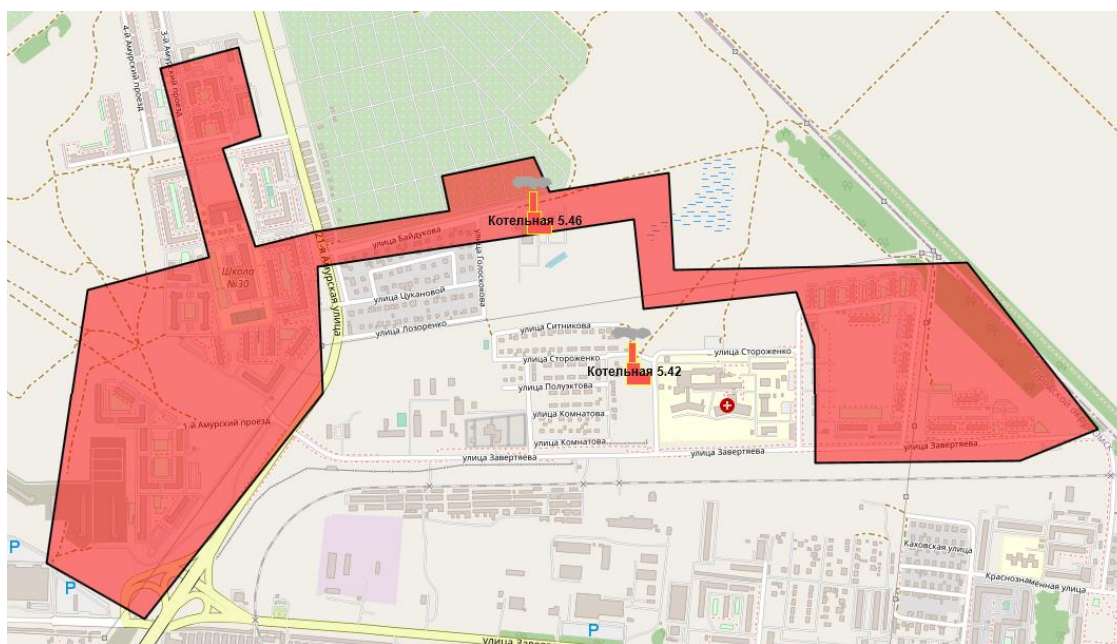 4-й Амурский проезд
3-й Амурский проезд
Котельная 5.46
улица Байдукова
21-я Амурская улица
улица Голоскокова
Школа
№30
улица Цукановой
улица Лозоренко
улица Ситникова
улица Стороженко
улица Стороженко
Котельная 5.42
улица Полуэктова
улица Комнатова
1-й Амурский проезд
улица Комнатова
улица Завертяева
улица Завертяева
улица Завертяева
Каховская улица
Краснознаменная улица
P
P
P
улица Завертяева